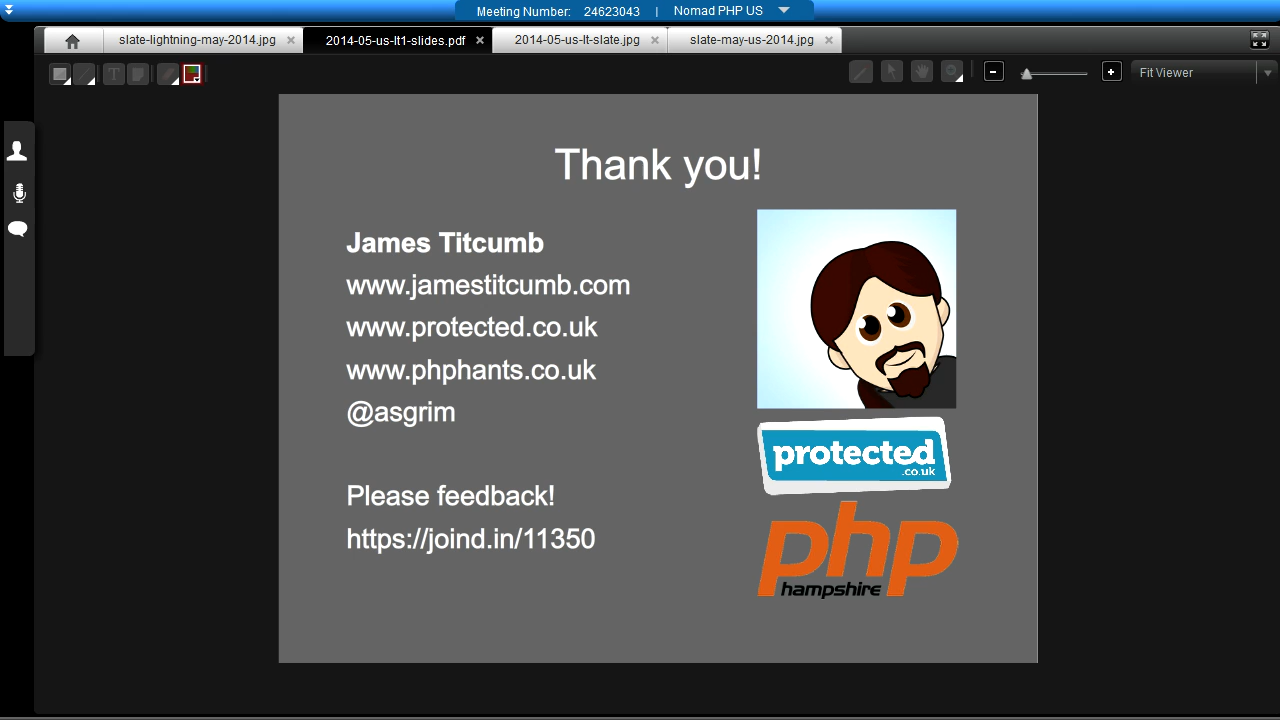 Meeting Number: 24623043 | Nomad PHP US
slate-lightning-may-2014.jpg
2014-05-us-lt1-slides.pdf
2014-05-us-lt-slate.jpg
slate-may-us-2014.jpg
Fit Viewer
Thank you!
James Titcumb
www.jamestitcumb.com
www.protected.co.uk
www.phphants.co.uk
@asgrim
Please feedback!
https://joind.in/11350
protected
.co.uk
php
hampshire